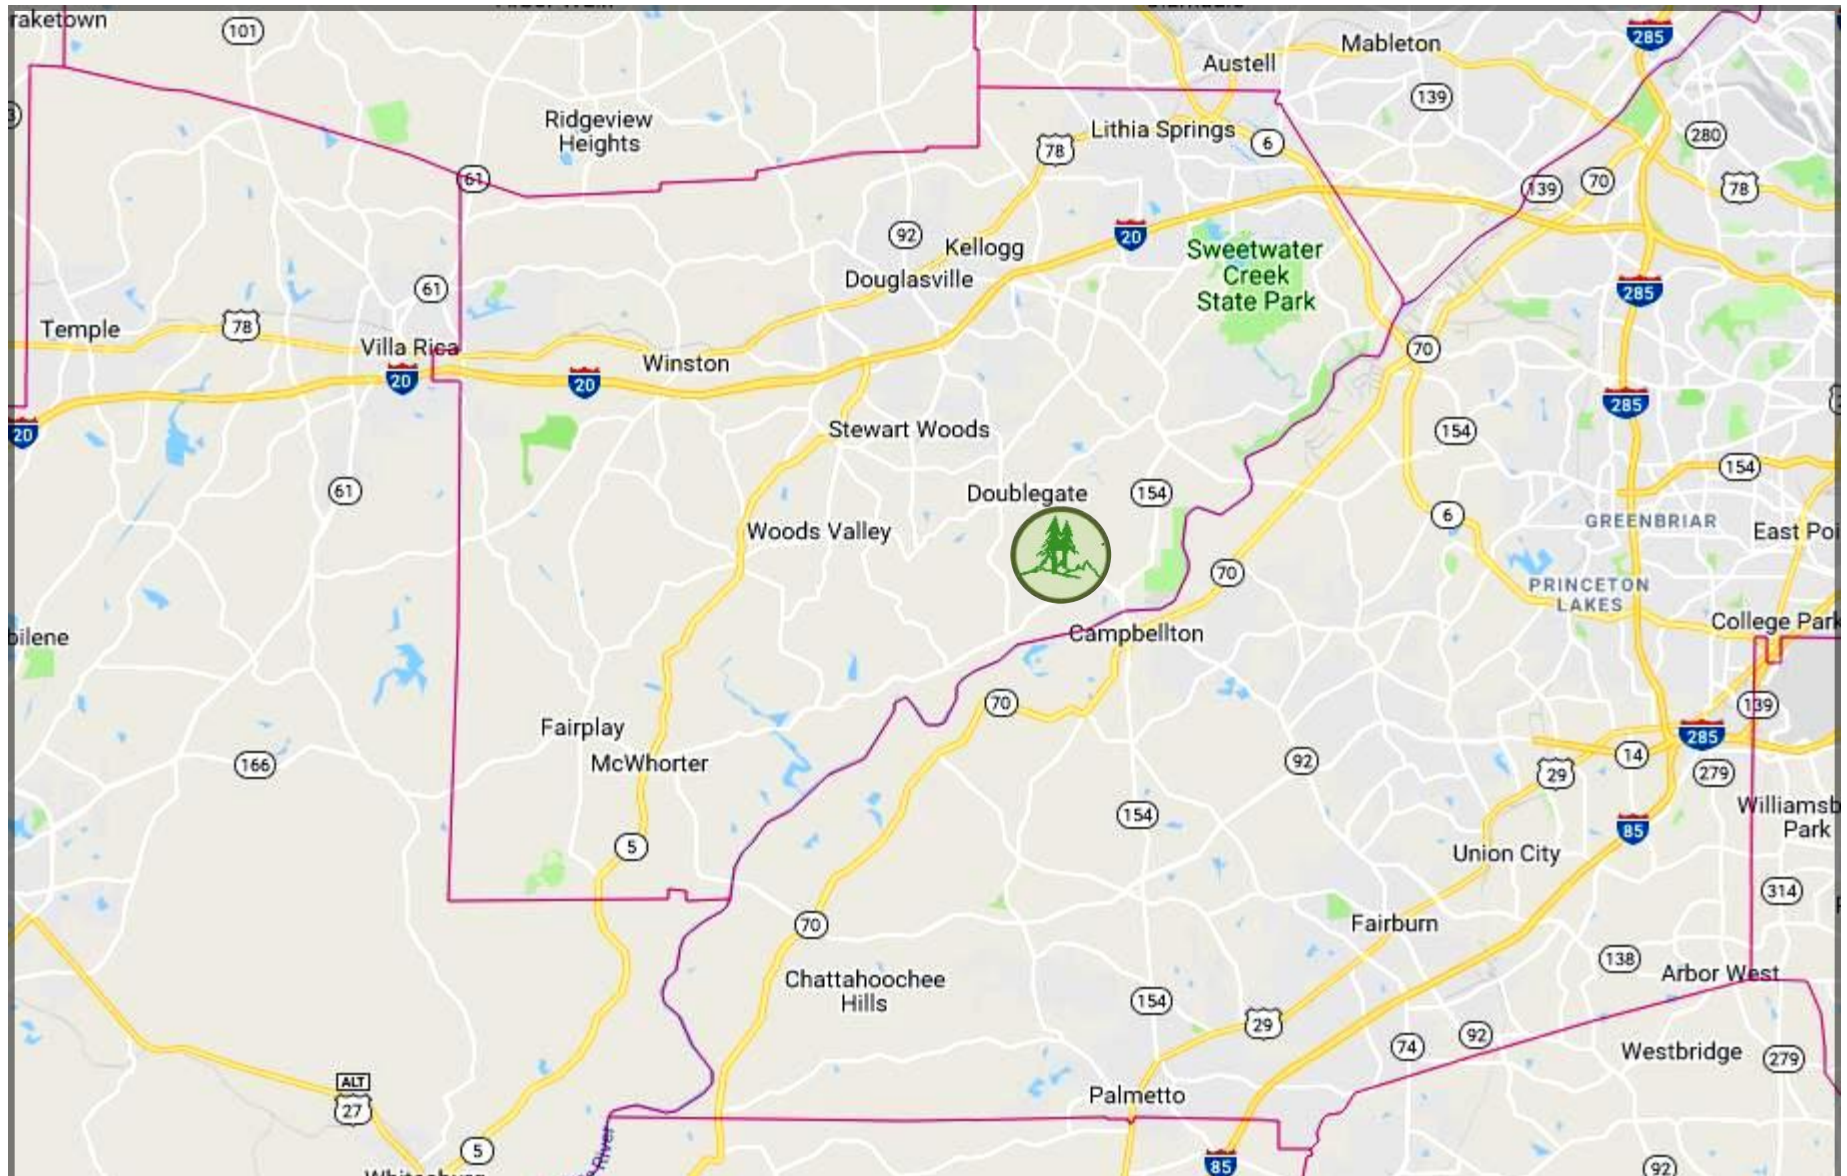 raketown
101
285
Mableton
Austell
139
Ridgeview
Heights
Lithia Springs
6
280
78
61
139
70
78
92
20
Kellogg
Douglasville
Sweetwater
Creek
State Park
61
285
Temple
78
Villa Rica
Winston
70
20
20
20
285
Stewart Woods
154
154
61
Doublegate
154
6
GREENBRIAR
Woods Valley
East Poi
70
PRINCETON
LAKES
College Park
bilene
Campbellton
70
139
Fairplay
285
14
McWhorter
166
92
29
279
Williamsb
Park
154
85
5
Union City
314
70
Fairburn
138
Arbor West
Chattahoochee
Hills
154
29
74
92
Westbridge
279
ALT
27
Palmetto
5
River
85
92